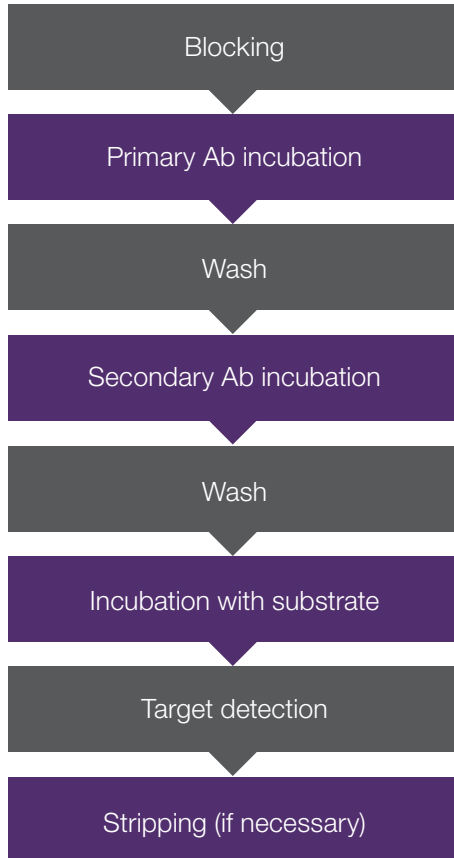 Blocking
Primary Ab incubation
Wash
Secondary Ab incubation
Wash
Incubation with substrate
Target detection
Stripping (if necessary)